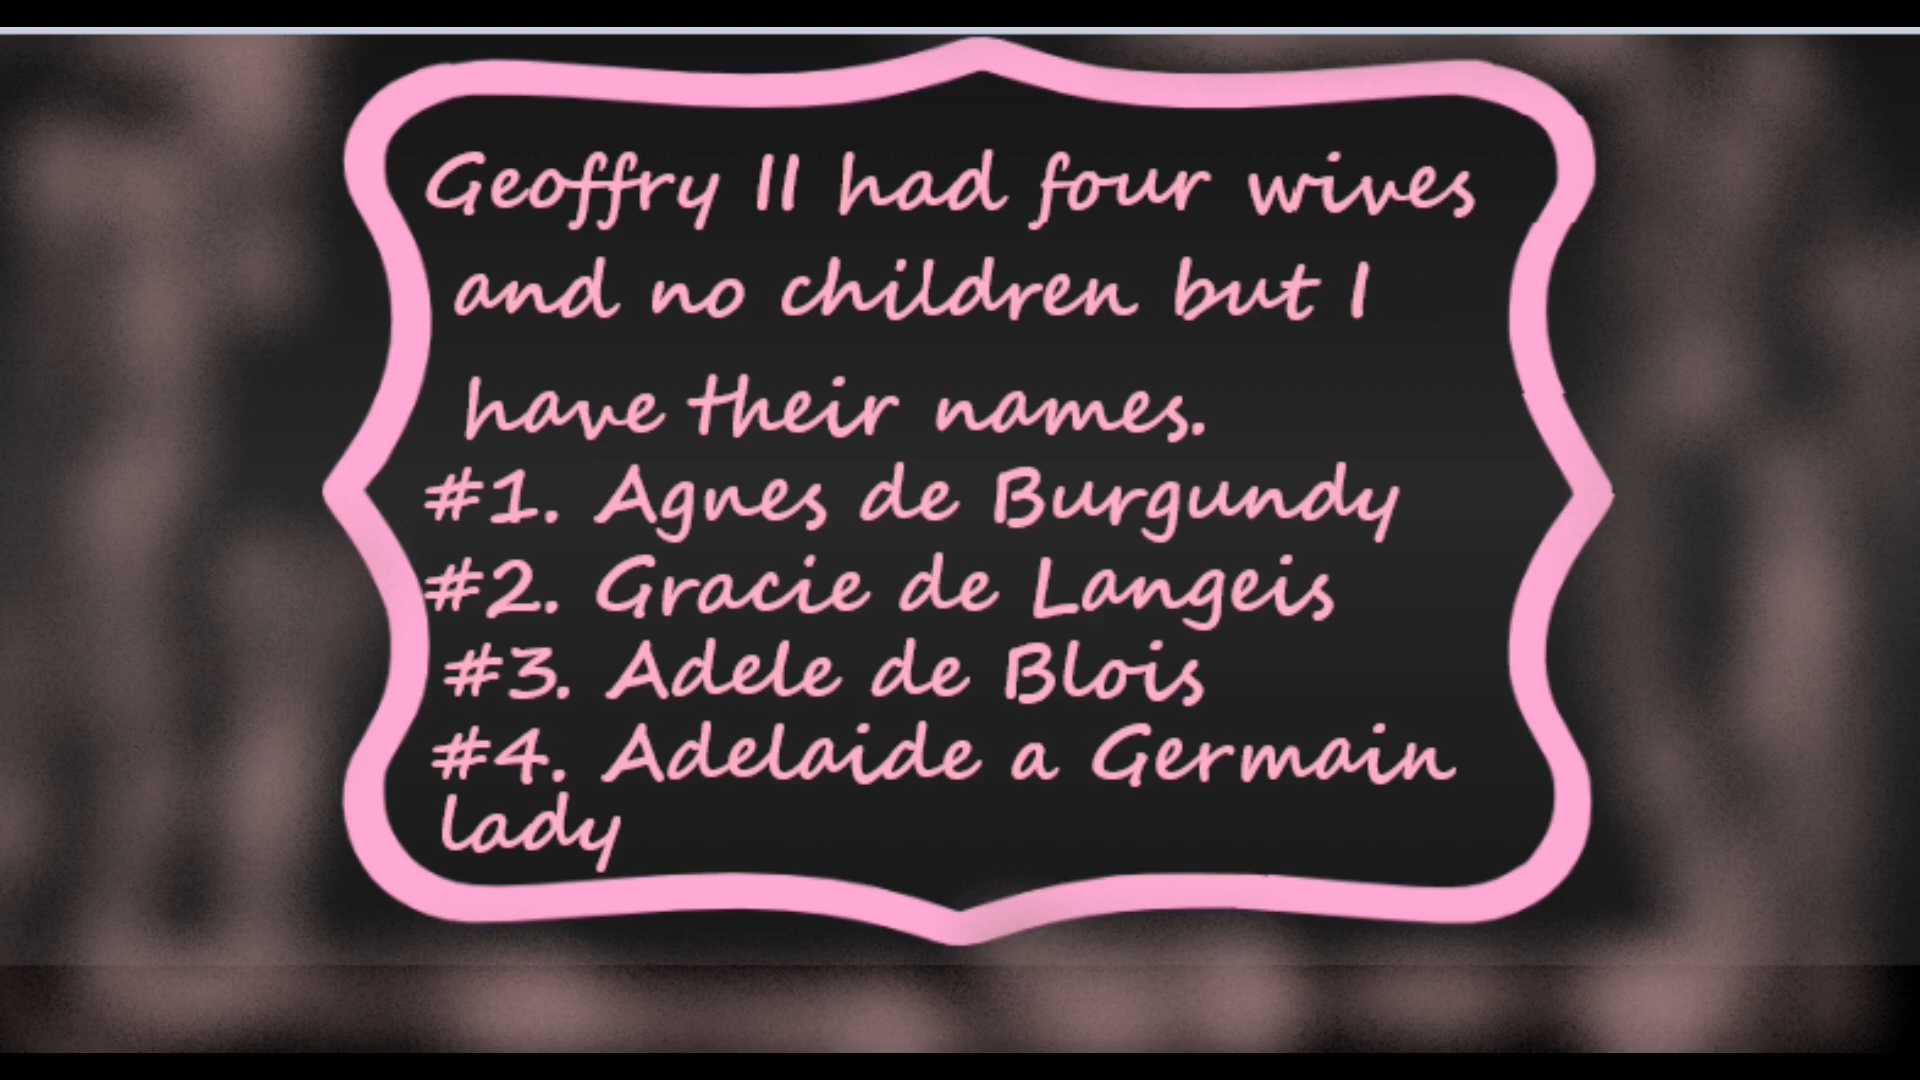 Geoffry II had four wives
and no children but I
have their names.
#1. Agnes de Burgundy
#2. Gracie de Langeis
#3. Adele de Blois
#4. Adelaide a Germain
lady